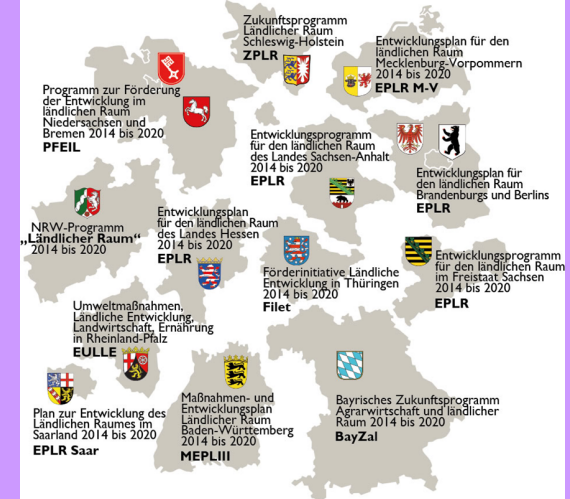 Zukunftsprogramm
Ländlicher Raum
Schleswig-Holstein
ZPLR
Entwicklungsplan für den
ländlichen Raum
Mecklenburg-Vorpommern
2014 bis 2020
EPLR M-V
Programm zur Förderung
der Entwicklung im
ländlichen Raum
Niedersachsen und
Bremen 2014 bis 2020
PFEIL
Entwicklungsprogramm
für den ländlichen Raum
des Landes Sachsen-Anhalt
2014 bis 2020
EPLR
Entwicklungsplan für
den ländlichen Raum
Brandenburgs und Berlins
EPLR
NRW-Programm
„Ländlicher Raum“
2014 bis 2020
Entwicklungsplan
für den ländlichen Raum
des Landes Hessen
2014 bis 2020
EPLR
Förderinitiative Ländliche
Entwicklung in Thüringen
2014 bis 2020
Filet
Entwicklungsprogramm
für den ländlichen Raum
im Freistaat Sachsen
2014 bis 2020
EPLR
Umweltmaßnahmen,
Ländliche Entwicklung,
Landwirtschaft, Ernährung
in Rheinland-Pfalz
EULLE
Plan zur Entwicklung des
Ländlichen Raumes im
Saarland 2014 bis 2020
EPLR Saar
Maßnahmen- und
Entwicklungsplan
Ländlicher Raum
Baden-Württemberg
2014 bis 2020
MEPLIII
Bayrisches Zukunftsprogramm
Agrarwirtschaft und ländlicher
Raum 2014 bis 2020
BayZal